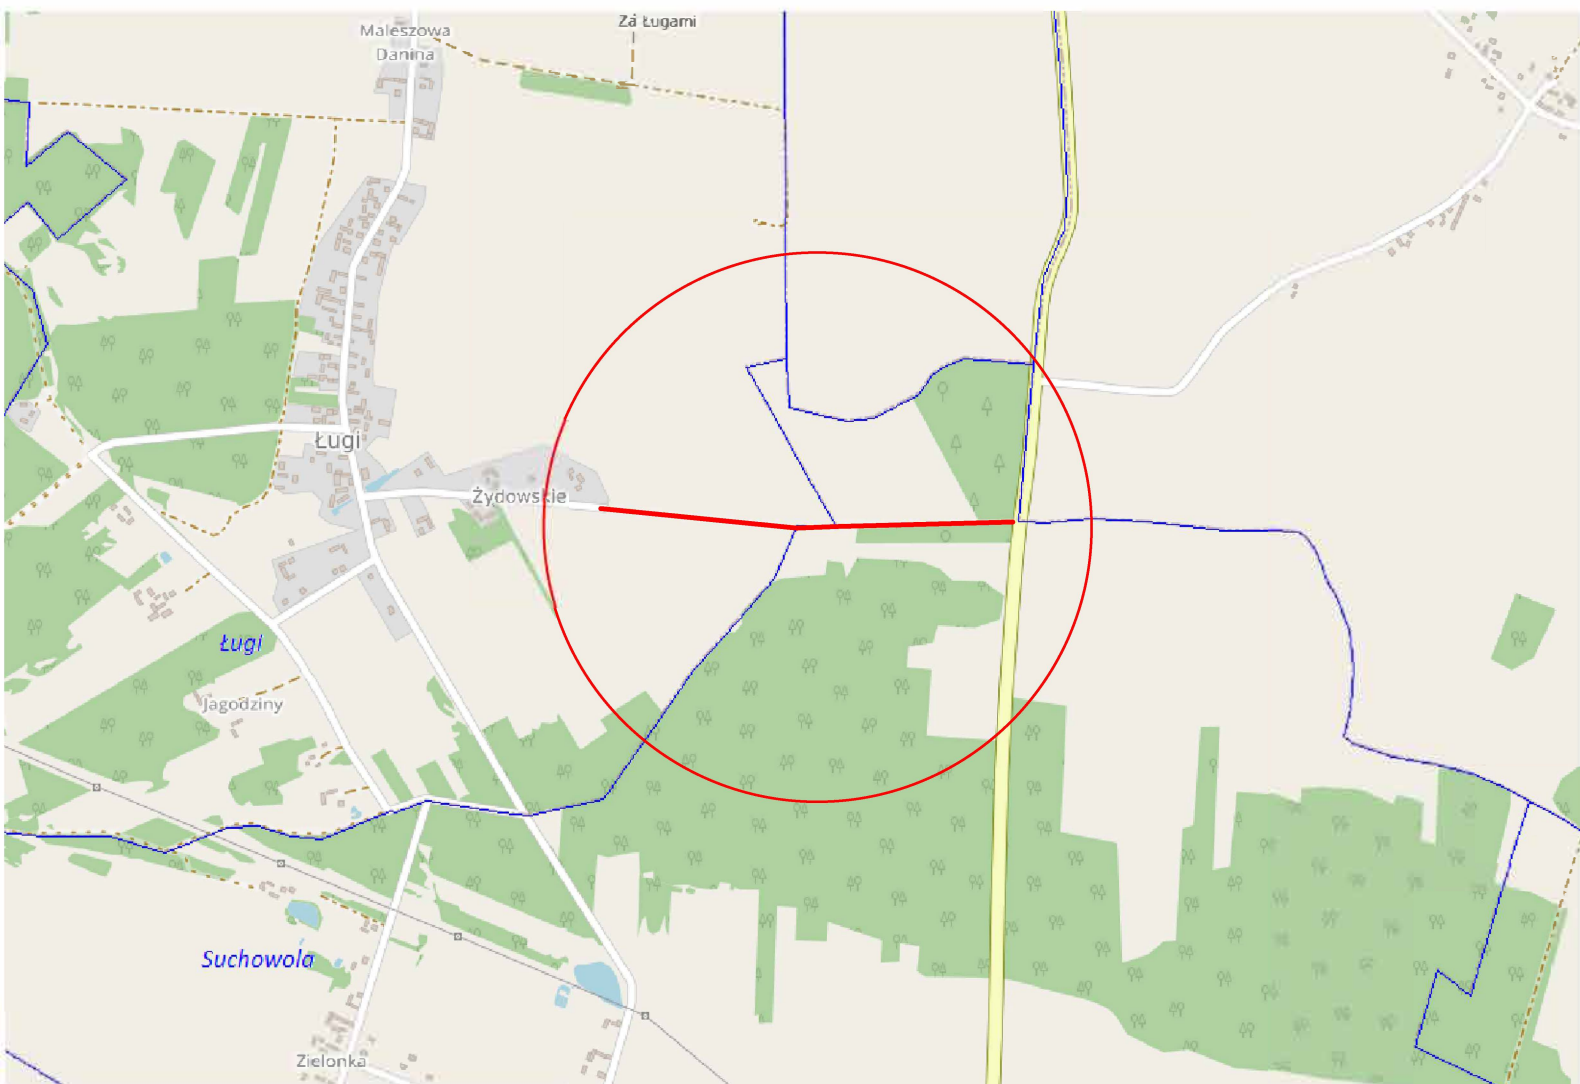 Za Ługami
Maleszowa
Danina
Ługi
Żydowskie
Ługi
Jagodziny
Suchowola
Zielonka